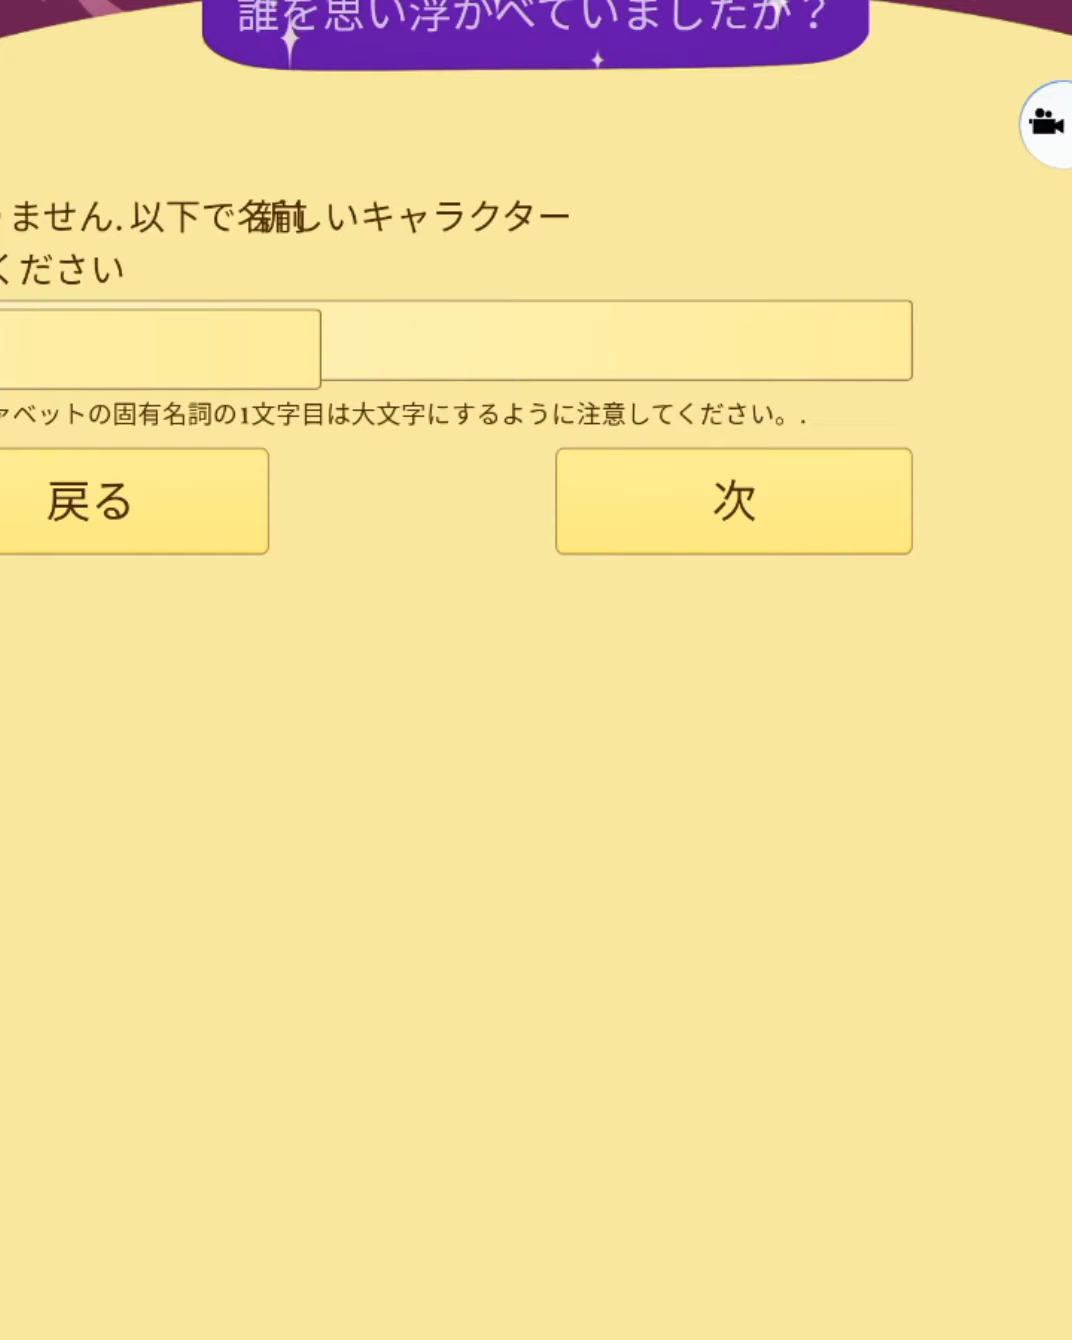 誰を思い浮かべていましたか？
ません. 以下で名前
新しいキャラクター
ください
ベットの固有名詞の1文字目は大文字にするように注意してください。.
戻る
次